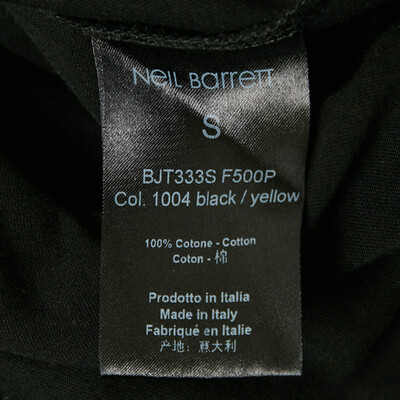 Neil Barrett
S
BJT333S F500P
Col. 1004 black / yellow
100% Cotone - Cotton
Coton - 棉
Prodotto in Italia
Made in Italy
Fabriqué en Italie
产地: 意大利